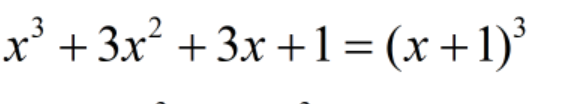 x³ + 3x² + 3x + 1 = (x + 1)³